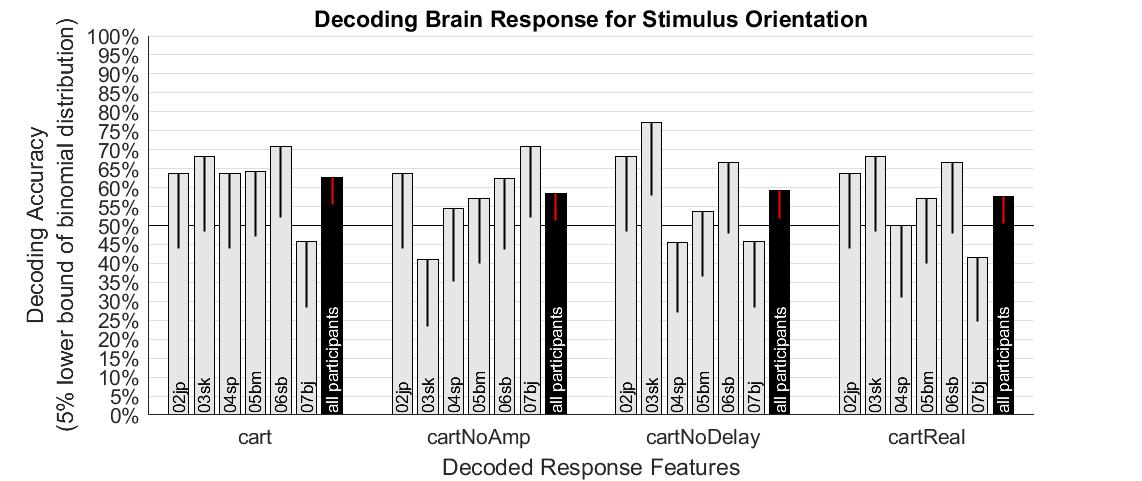 Decoding Brain Response for Stimulus Orientation
Decoding Accuracy
(5% lower bound of binomial distribution)
100%
95%
90%
85%
80%
75%
70%
65%
60%
55%
50%
45%
40%
35%
30%
25%
20%
15%
10%
5%
0%
02jp
03sk
04sp
05bm
06sb
07bj
all participants
02jp
03sk
04sp
05bm
06sb
07bj
all participants
02jp
03sk
04sp
05bm
06sb
07bj
all participants
02jp
03sk
04sp
05bm
06sb
07bj
all participants
cart
cartNoAmp
cartNoDelay
cartReal
Decoded Response Features